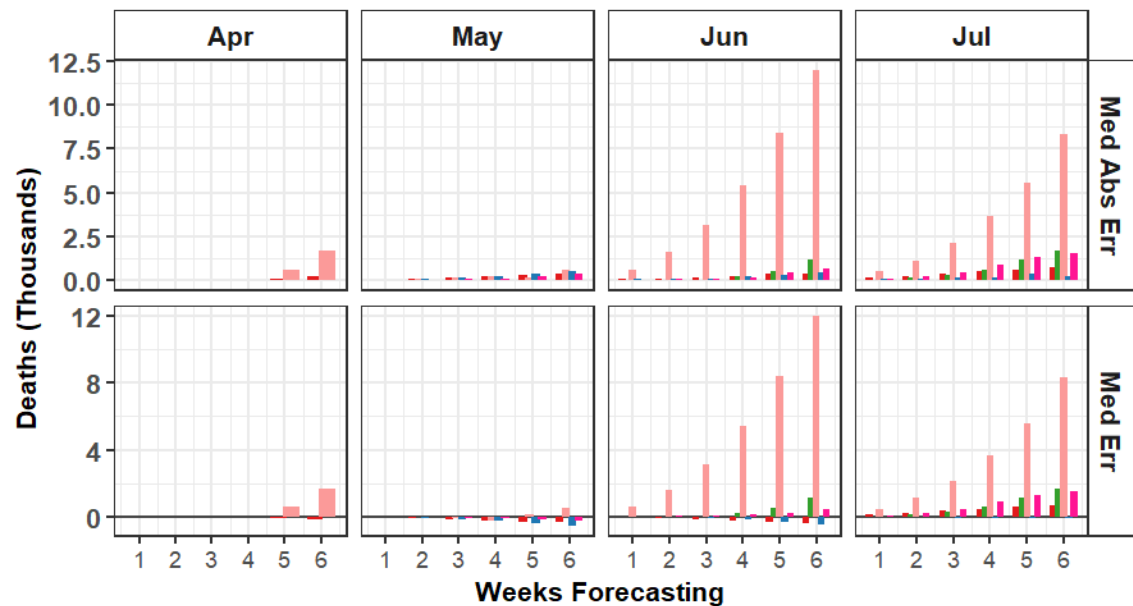 Apr May Jun Jul
12.5
10.0
7.5
5.0
2.5
0.0
Med Abs Err
Deaths (Thousands)
12
8
4
0
Med Err
1 2 3 4 5 6 1 2 3 4 5 6 1 2 3 4 5 6 1 2 3 4 5 6
Weeks Forecasting